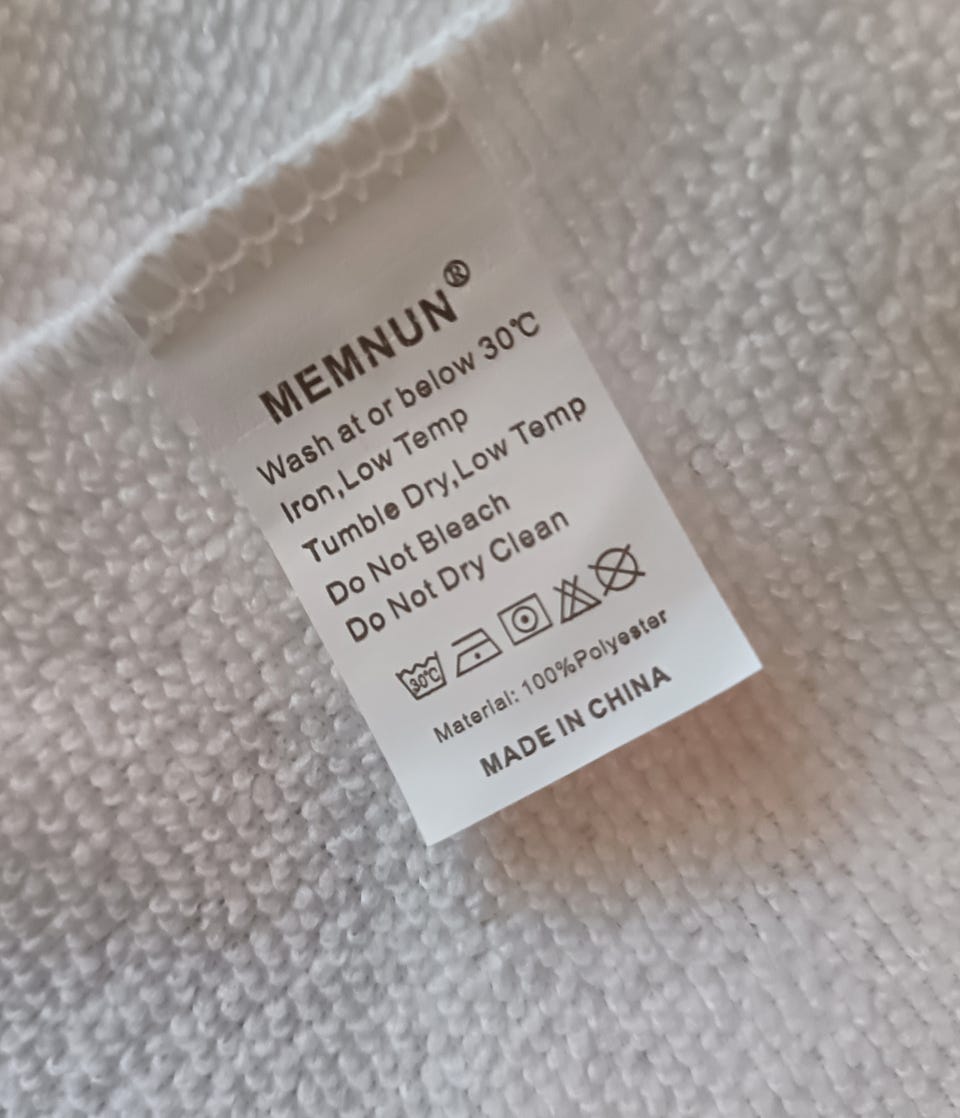 MEMNUN®
Wash at or below 30℃
Iron,Low Temp
Tumble Dry,Low Temp
Do Not Bleach
Do Not Dry Clean
30℃
Material: 100%Polyester
MADE IN CHINA